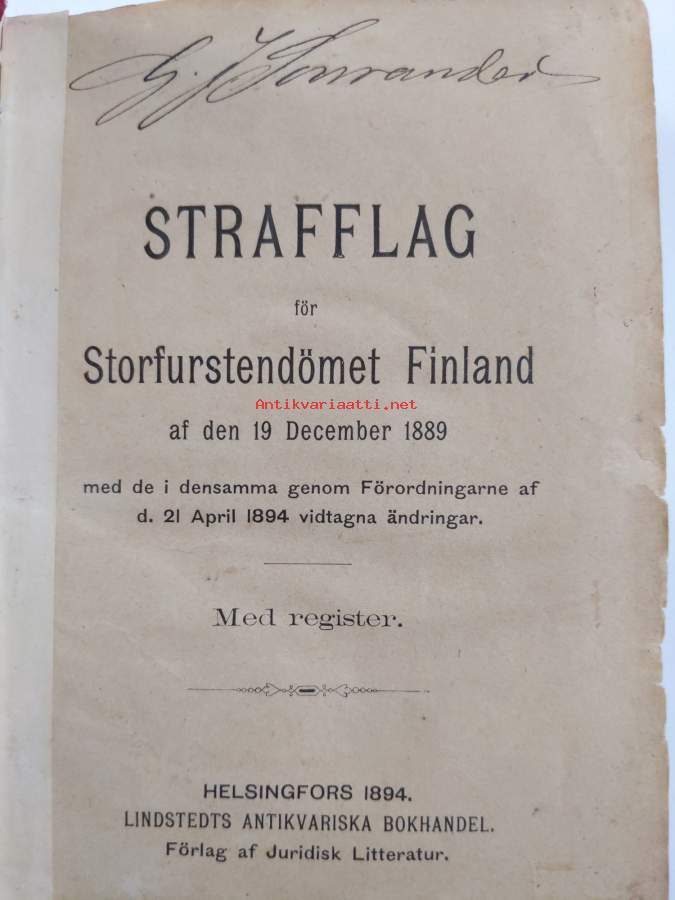 G. J. Sourander
STRAFFLAG
för
Storfurstendömet Finland
Antikvariaatti.net
af den 19 December 1889
med de i densamma genom Förordningarne af
d. 21 April 1894 vidtagna ändringar.
Med register.
HELSINGFORS 1894.
LINDSTEDTS ANTIKVARISKA BOKHANDEL.
Förlag af Juridisk Litteratur.